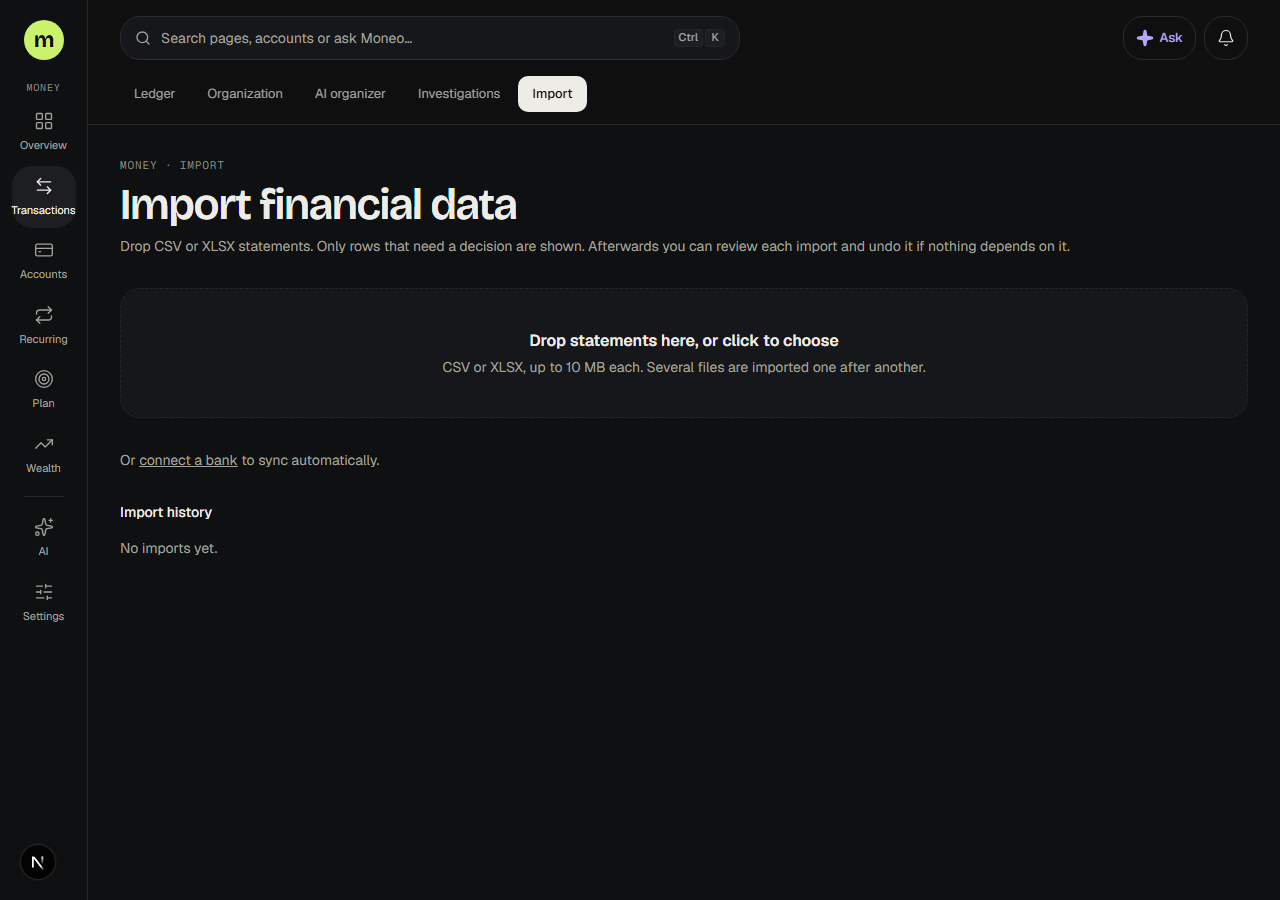 m
Search pages, accounts or ask Moneo...
Ctrl K
Ask
MONEY
Overview
Transactions
Accounts
Recurring
Plan
Wealth
AI
Settings
N
Ledger
Organization
AI organizer
Investigations
Import
MONEY · IMPORT
Import financial data
Drop CSV or XLSX statements. Only rows that need a decision are shown. Afterwards you can review each import and undo it if nothing depends on it.
Drop statements here, or click to choose
CSV or XLSX, up to 10 MB each. Several files are imported one after another.
Or connect a bank to sync automatically.
Import history
No imports yet.